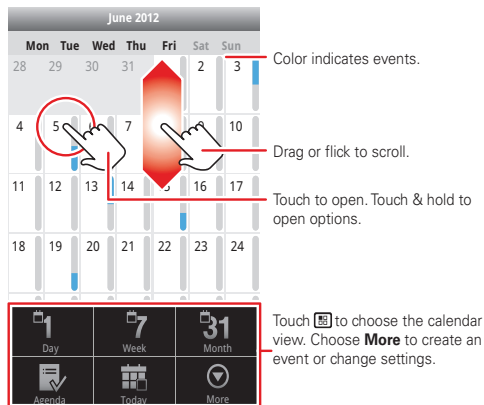 June 2012
Mon Tue Wed Thu Fri Sat Sun
28 29 30 31 2 3
4 5 7 10
11 12 13 14 16 17
18 19 20 21 22 23 24
Color indicates events.
Drag or flick to scroll.
Touch to open. Touch & hold to
open options.
1 7 31
Day Week Month
Agenda Today More
Touch to choose the calendar
view. Choose More to create an
event or change settings.